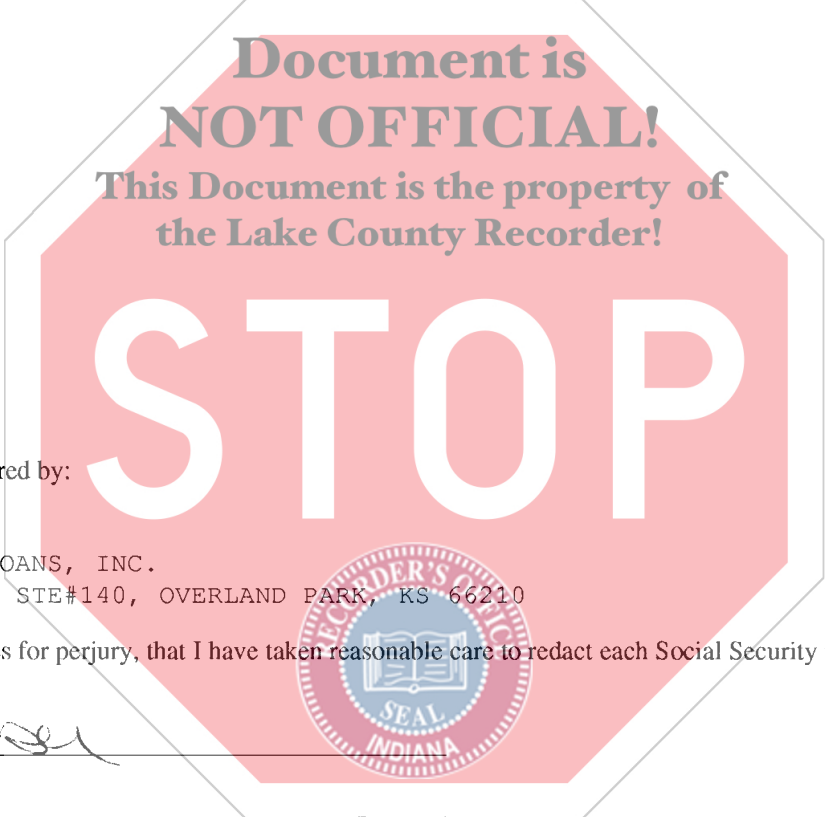 Document is
NOT OFFICIAL!
This Document is the property of
the Lake County Recorder!
STOP
red by:
OANS, INC.
STE#140, OVERLAND PARK, KS 66210
s for perjury, that I have taken reasonable care to redact each Social Security
RECORDER'S OFFICE
SEAL
INDIANA